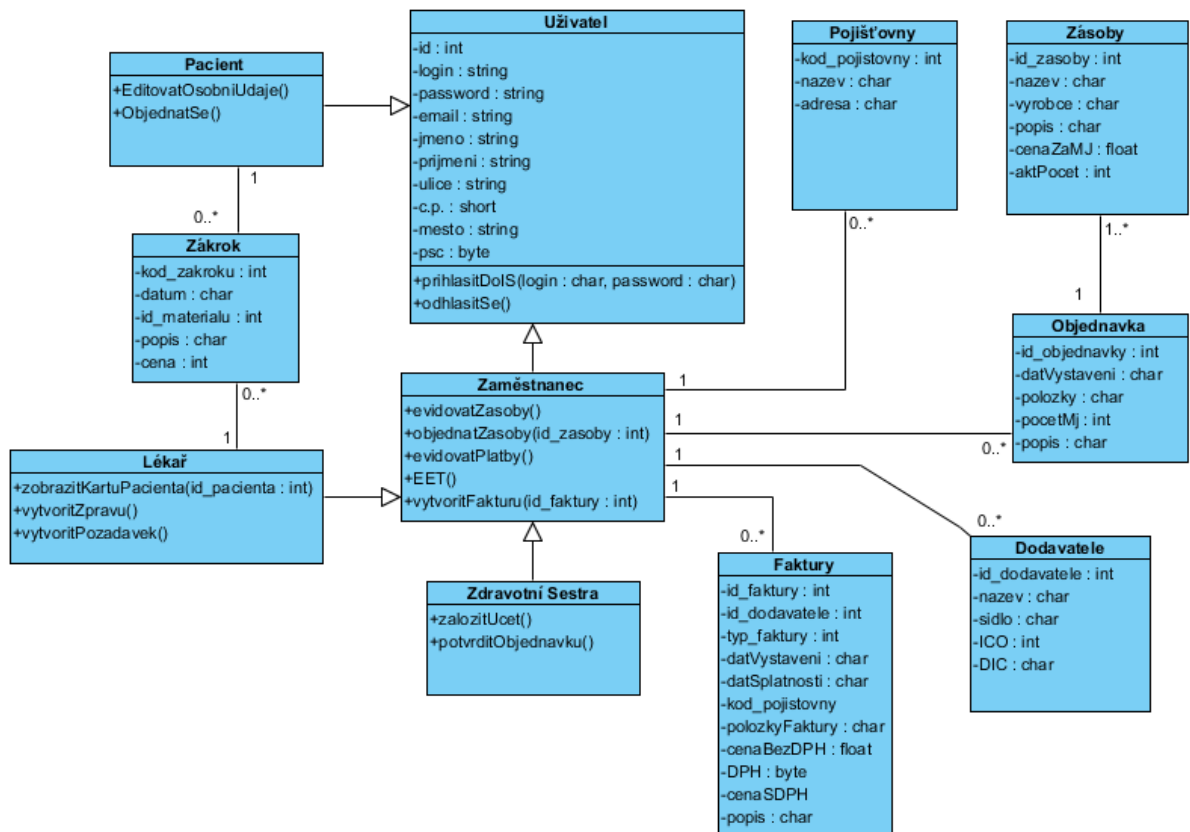 Uživatel
-id : int
-login : string
-password : string
-email : string
-jmeno : string
-prijmeni : string
-ulice : string
-c.p. : short
-mesto : string
-psc : byte
+prihlasitDoIS(login : char, password : char)
+odhlasitSe()
Pojišťovny
-kod_pojistovny : int
-nazev : char
-adresa : char
Zásoby
-id_zasoby : int
-nazev : char
-vyrobce : char
-popis : char
-cenaZaMJ : float
-aktPocet : int
Pacient
+EditovatOsobniUdaje()
+ObjednatSe()
1
0..*
Zákrok
-kod_zakroku : int
-datum : char
-id_materialu : int
-popis : char
-cena : int
0..*
1
0..*
1..*
1
Objednavka
-id_objednavky : int
-datVystaveni : char
-polozky : char
-pocetMj : int
-popis : char
Zaměstnanec
+evidovatZasoby()
+objednatZasoby(id_zasoby : int)
+evidovatPlatby()
+EET()
+vytvoritFakturu(id_faktury : int)
1
1
0..*
1
0..*
1
0..*
Lékař
+zobrazitKartuPacienta(id_pacienta : int)
+vytvoritZpravu()
+vytvoritPozadavek()
Zdravotní Sestra
+zalozitUcet()
+potvrditObjednavku()
Faktury
-id_faktury : int
-id_dodavatele : int
-typ_faktury : int
-datVystaveni : char
-datSplatnosti : char
-kod_pojistovny
-polozkyFaktury : char
-cenaBezDPH : float
-DPH : byte
-cenaSDPH
-popis : char
Dodavatele
-id_dodavatele : int
-nazev : char
-sidlo : char
-ICO : int
-DIC : char